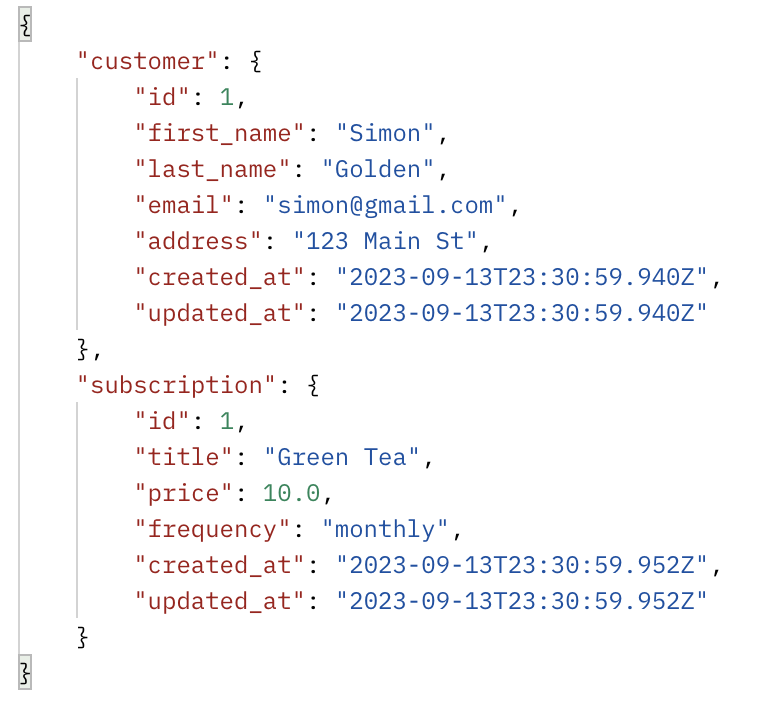 {
    "customer": {
        "id": 1,
        "first_name": "Simon",
        "last_name": "Golden",
        "email": "simon@gmail.com",
        "address": "123 Main St",
        "created_at": "2023-09-13T23:30:59.940Z",
        "updated_at": "2023-09-13T23:30:59.940Z"
    },
    "subscription": {
        "id": 1,
        "title": "Green Tea",
        "price": 10.0,
        "frequency": "monthly",
        "created_at": "2023-09-13T23:30:59.952Z",
        "updated_at": "2023-09-13T23:30:59.952Z"
    }
}